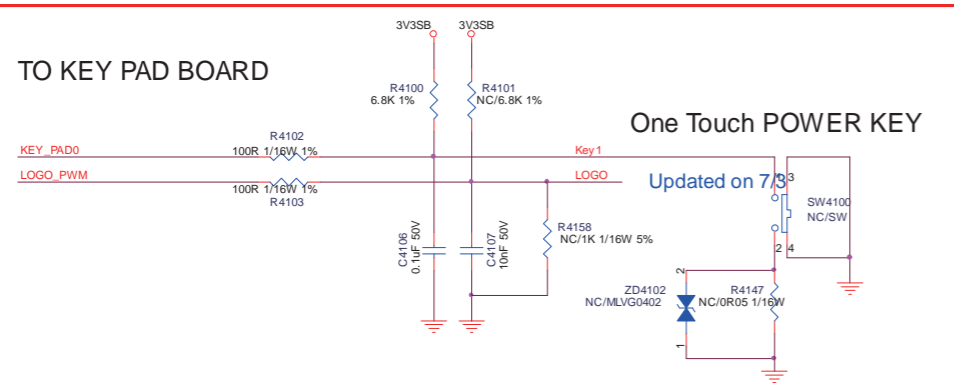 3V3SB
3V3SB
TO KEY PAD BOARD
R4100
6.8K 1%
R4101
NC/6.8K 1%
One Touch POWER KEY
R4102
KEY_PAD0
100R 1/16W 1%
Key1
LOGO_PWM
100R 1/16W 1%
R4103
LOGO
Updated on 7/3
1
3
SW4100
NC/SW
2
4
C4106
0.1uF 50V
C4107
10nF 50V
R4158
NC/1K 1/16W 5%
2
ZD4102
NC/MLVG0402
R4147
NC/0R05 1/16W
1